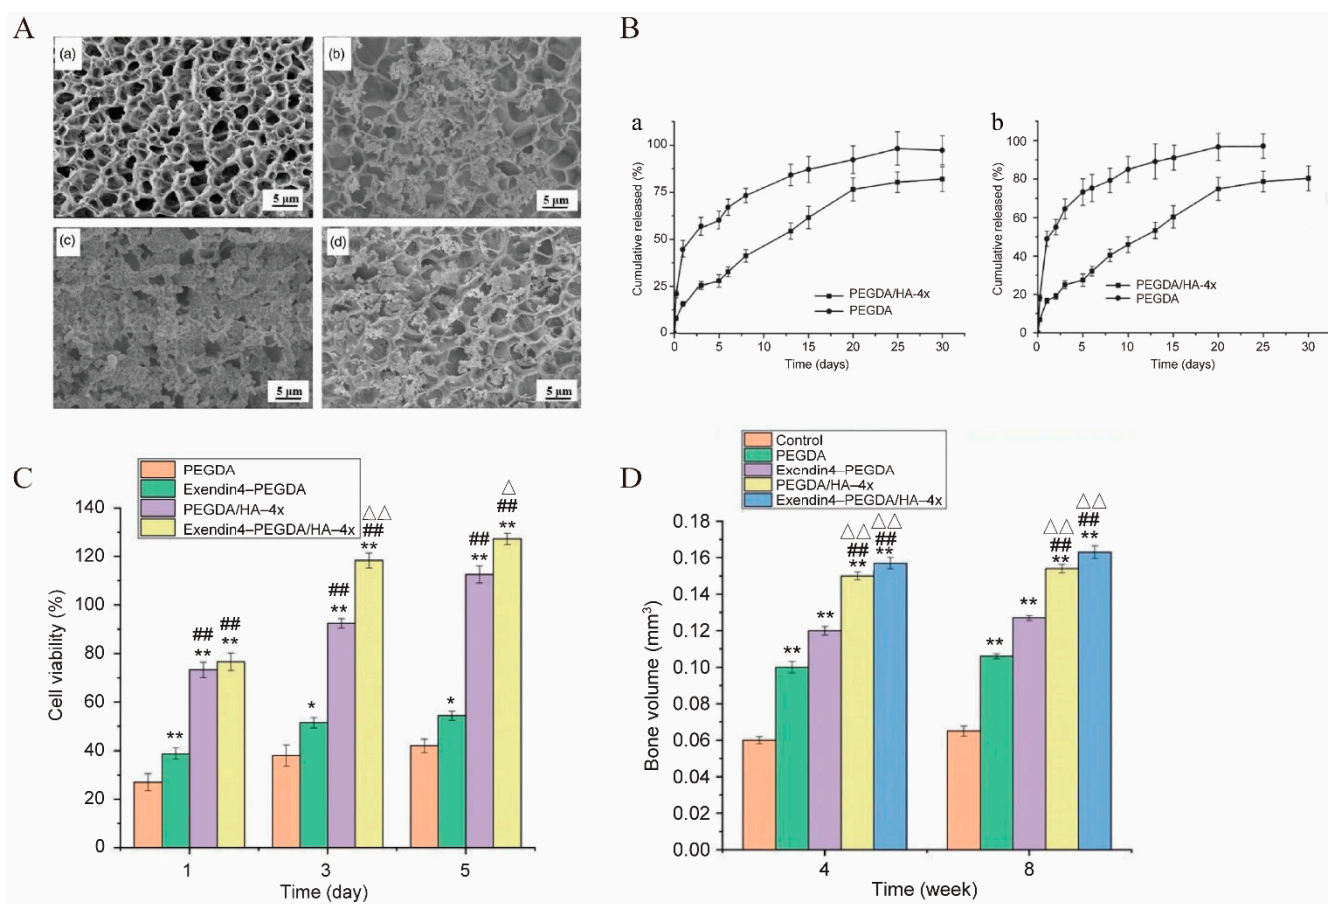 A
(a)
5 μm
(b)
5 μm
(c)
5 μm
(d)
5 μm
B
a
Cumulative released (%)
100
75
50
25
0
PEGDA/HA-4x
PEGDA
0 5 10 15 20 25 30
Time (days)
b
Cumulative released (%)
100
80
60
40
20
0
PEGDA/HA-4x
PEGDA
0 5 10 15 20 25 30
Time (days)
C
PEGDA
Exendin4–PEGDA
PEGDA/HA–4x
Exendin4–PEGDA/HA–4x
Cell viability (%)
140
120
100
80
60
40
20
0
**
##
**
##
**
*
##
**
△△
##
**
*
##
**
△
##
**
1 3 5
Time (day)
D
Control
PEGDA
Exendin4–PEGDA
PEGDA/HA–4x
Exendin4–PEGDA/HA–4x
Bone volume (mm³)
0.18
0.16
0.14
0.12
0.10
0.08
0.06
0.04
0.02
0.00
**
**
△△
##
**
△△
##
**
**
**
△△
##
**
△△
##
**
4 8
Time (week)